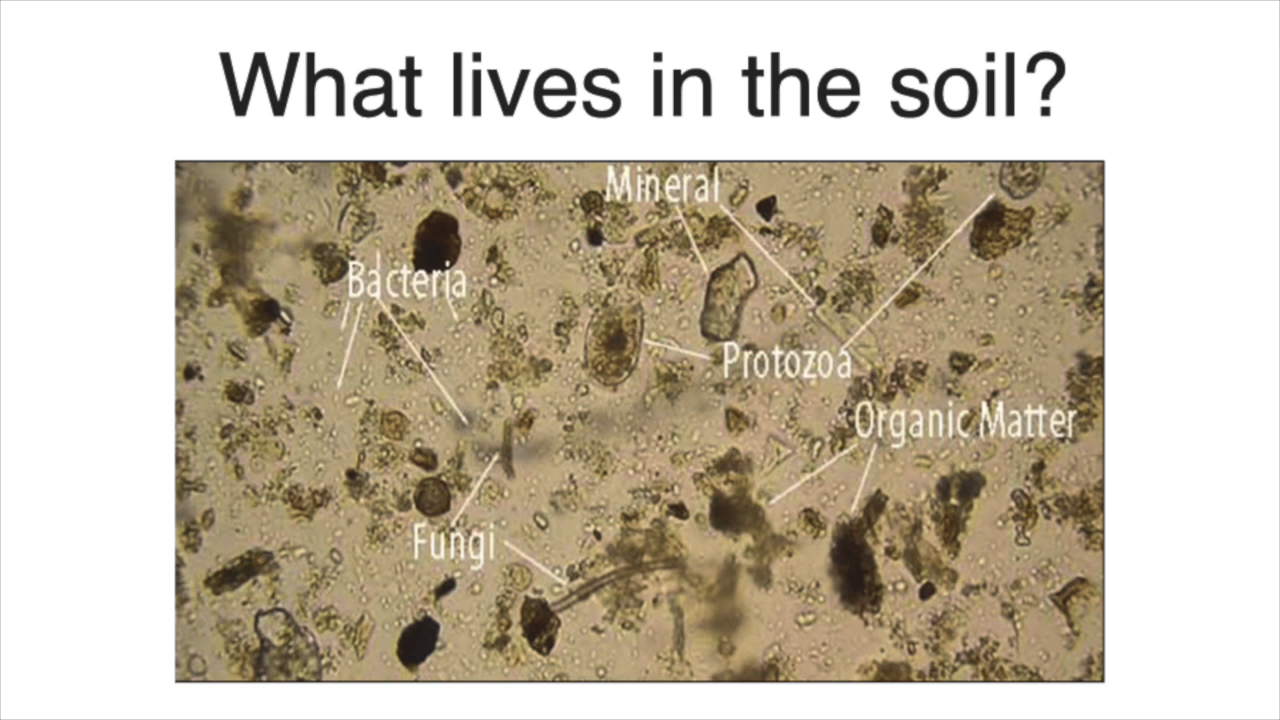 What lives in the soil?
Mineral
Bacteria
Protozoa
Organic Matter
Fungi